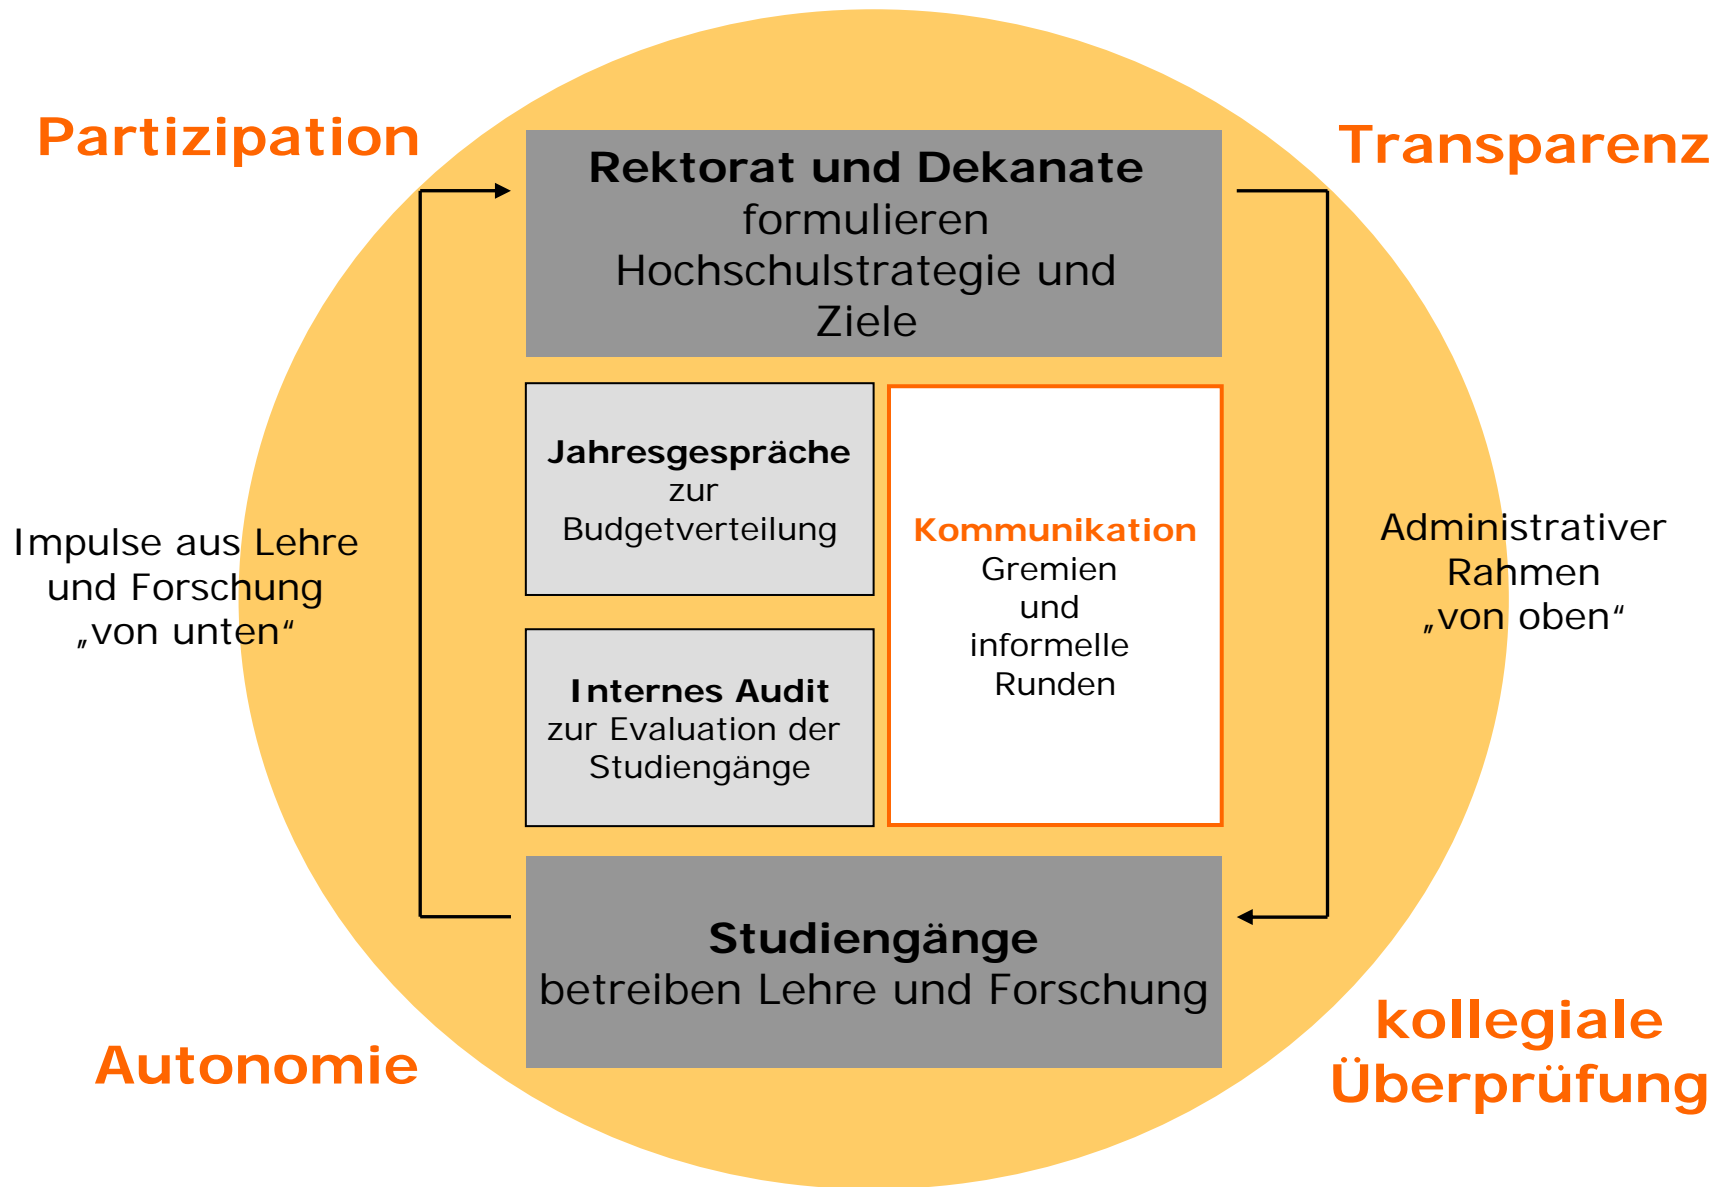 Partizipation
Transparenz
Rektorat und Dekanate
formulieren
Hochschulstrategie und
Ziele
Jahresgespräche
zur
Budgetverteilung
Kommunikation
Gremien
und
informelle
Runden
Impulse aus Lehre
und Forschung
„von unten“
Administrativer
Rahmen
„von oben“
Internes Audit
zur Evaluation der
Studiengänge
Studiengänge
betreiben Lehre und Forschung
Autonomie
kollegiale
Überprüfung